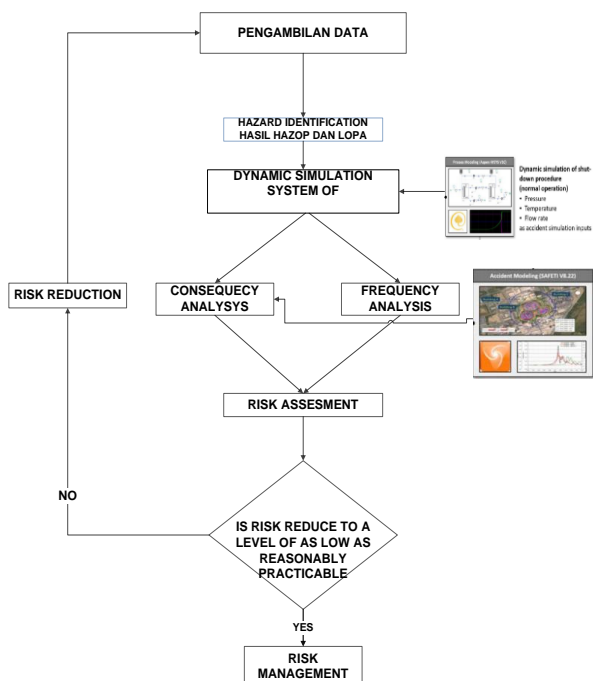 PENGAMBILAN DATA
HAZARD IDENTIFICATION
HASIL HAZOP DAN LOPA
DYNAMIC SIMULATION
SYSTEM OF
Dynamic simulation of shut-
down procedure
(normal operation)
• Pressure
• Temperature
• Flow rate
as accident simulation inputs
Accident Modeling (SAFETI V8.22)
RISK REDUCTION
CONSEQUECY
ANALYSYS
FREQUENCY
ANALYSIS
RISK ASSESMENT
NO
IS RISK REDUCE TO A
LEVEL OF AS LOW AS
REASONABLY
PRACTICABLE
YES
RISK
MANAGEMENT